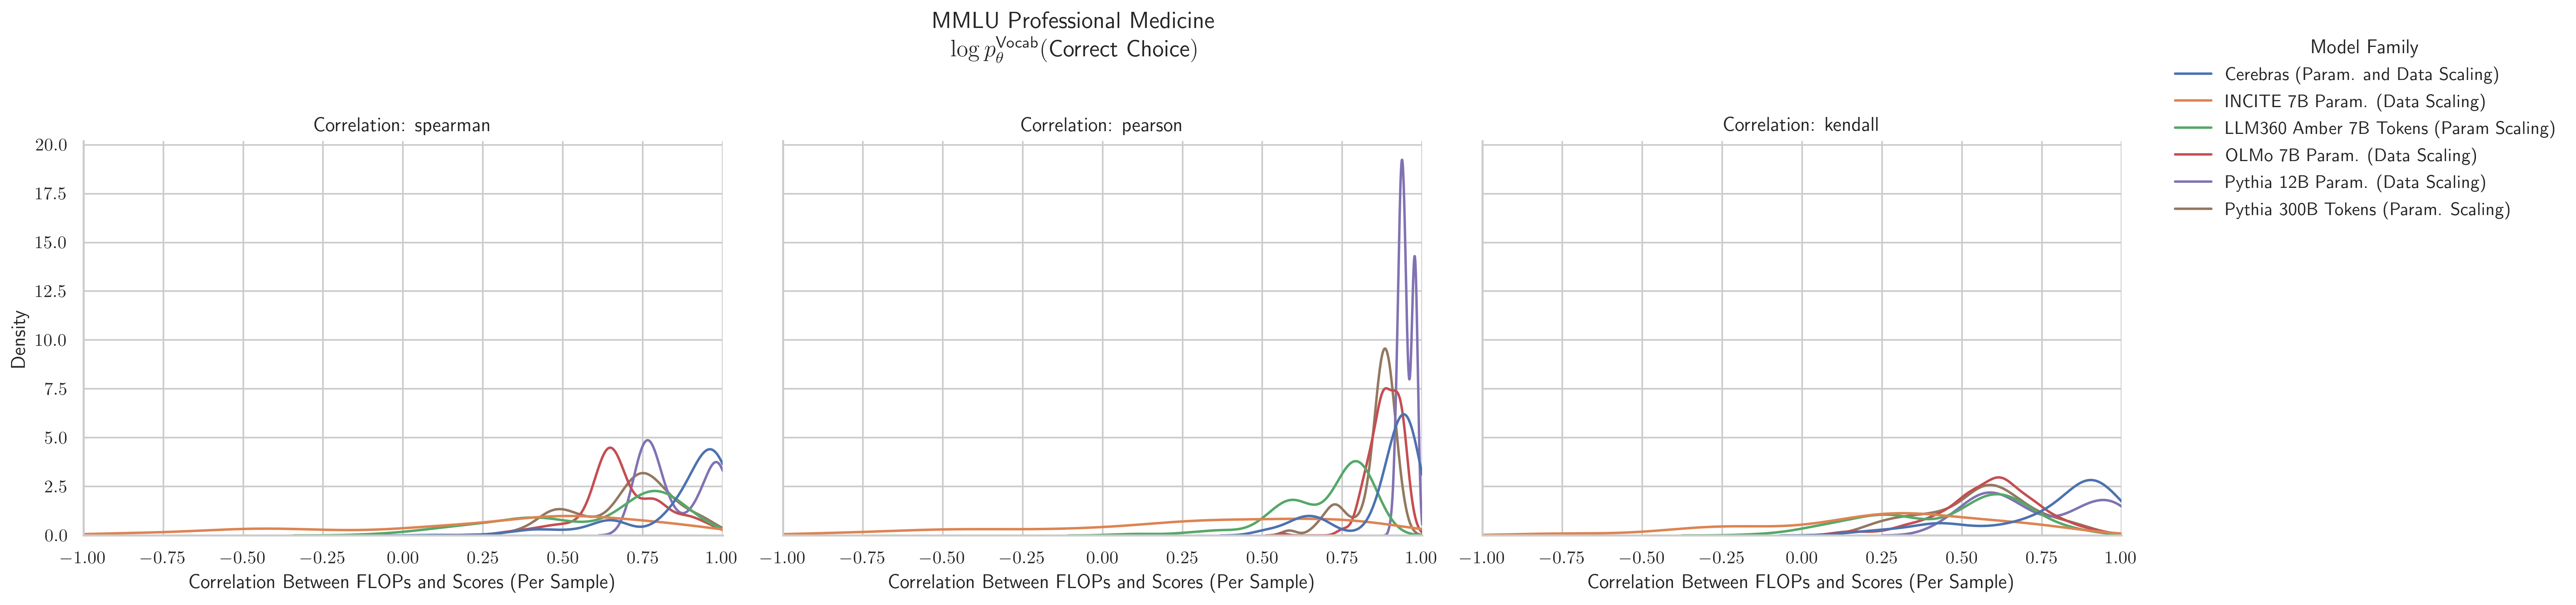 MMLU Professional Medicine
log p_θ^Vocab(Correct Choice)
Model Family
Cerebras (Param. and Data Scaling)
INCITE 7B Param. (Data Scaling)
LLM360 Amber 7B Tokens (Param Scaling)
OLMo 7B Param. (Data Scaling)
Pythia 12B Param. (Data Scaling)
Pythia 300B Tokens (Param. Scaling)
Correlation: spearman
Density
20.0
17.5
15.0
12.5
10.0
7.5
5.0
2.5
0.0
−1.00 −0.75 −0.50 −0.25 0.00 0.25 0.50 0.75 1.00
Correlation Between FLOPs and Scores (Per Sample)
Correlation: pearson
−1.00 −0.75 −0.50 −0.25 0.00 0.25 0.50 0.75 1.00
Correlation Between FLOPs and Scores (Per Sample)
Correlation: kendall
−1.00 −0.75 −0.50 −0.25 0.00 0.25 0.50 0.75 1.00
Correlation Between FLOPs and Scores (Per Sample)